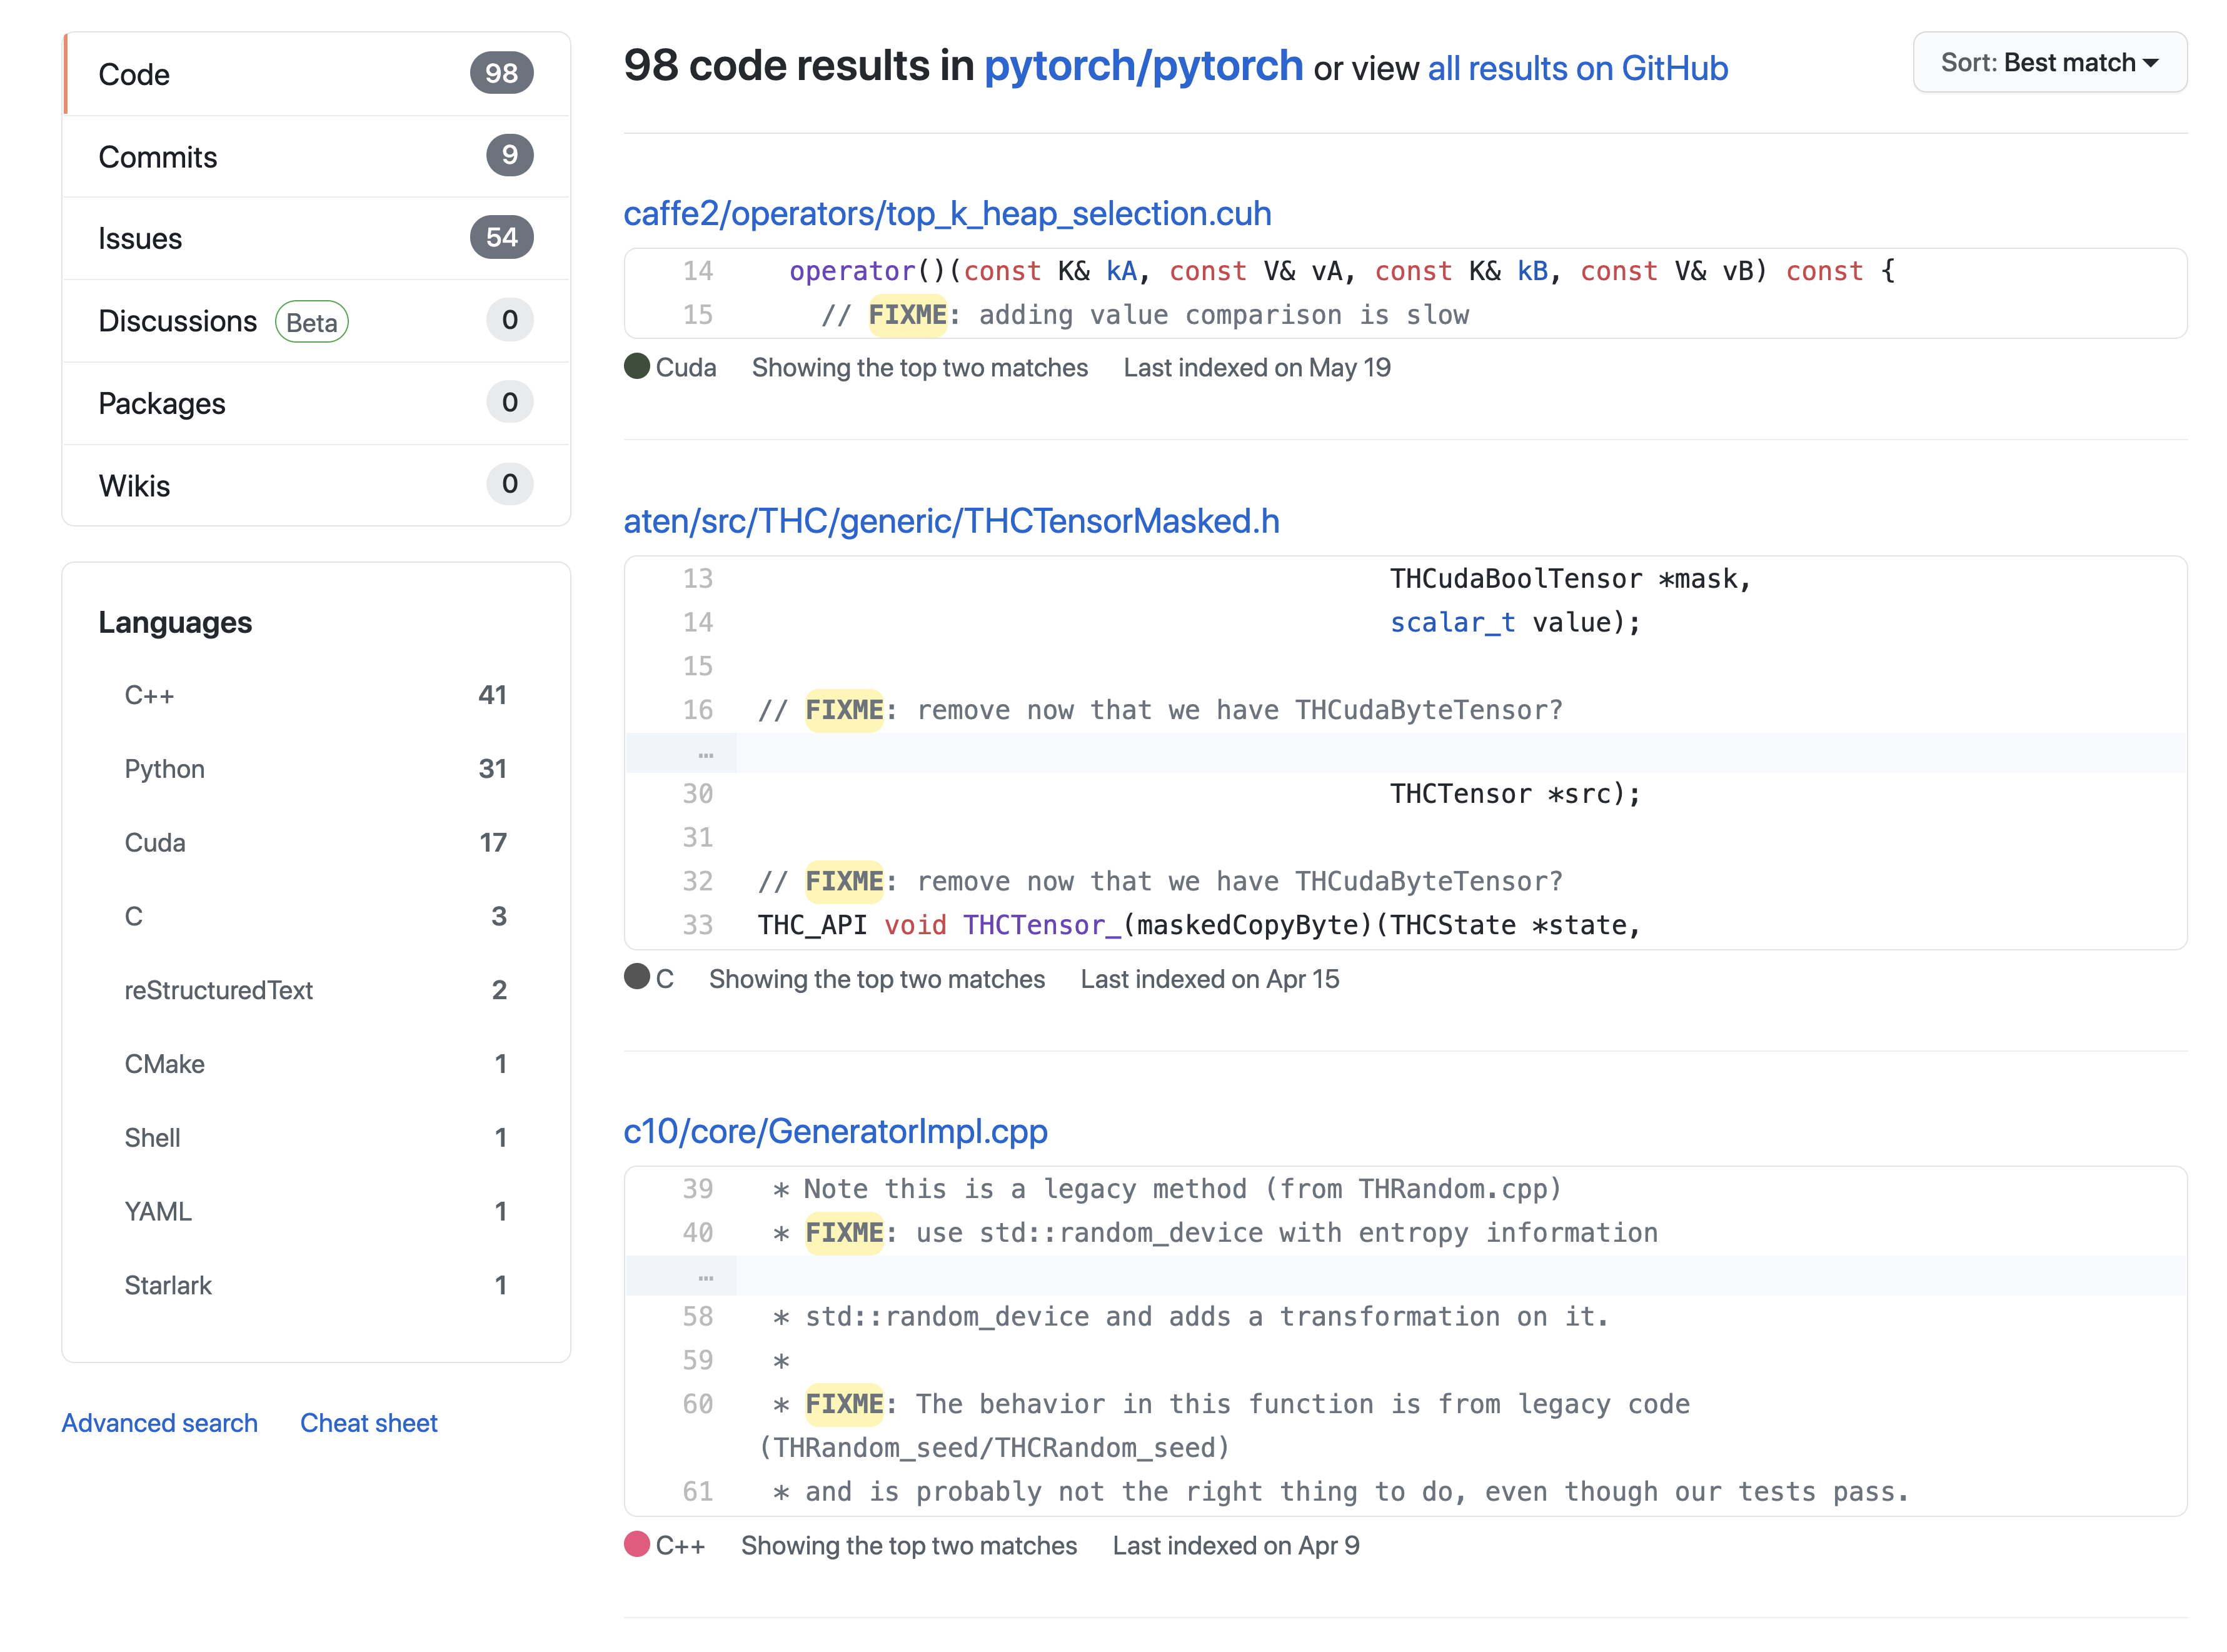 Code 98
Commits 9
Issues 54
Discussions Beta 0
Packages 0
Wikis 0
Languages
C++ 41
Python 31
Cuda 17
C 3
reStructuredText 2
CMake 1
Shell 1
YAML 1
Starlark 1
Advanced search Cheat sheet
98 code results in pytorch/pytorch or view all results on GitHub
Sort: Best match
caffe2/operators/top_k_heap_selection.cuh
14 operator()(const K& kA, const V& vA, const K& kB, const V& vB) const {
15 // FIXME: adding value comparison is slow
Cuda Showing the top two matches Last indexed on May 19
aten/src/THC/generic/THCTensorMasked.h
13 THCudaBoolTensor *mask,
14 scalar_t value);
15
16 // FIXME: remove now that we have THCudaByteTensor?
…
30 THCTensor *src);
31
32 // FIXME: remove now that we have THCudaByteTensor?
33 THC_API void THCTensor_(maskedCopyByte)(THCState *state,
C Showing the top two matches Last indexed on Apr 15
c10/core/GeneratorImpl.cpp
39 * Note this is a legacy method (from THRandom.cpp)
40 * FIXME: use std::random_device with entropy information
…
58 * std::random_device and adds a transformation on it.
59 *
60 * FIXME: The behavior in this function is from legacy code
(THRandom_seed/THCRandom_seed)
61 * and is probably not the right thing to do, even though our tests pass.
C++ Showing the top two matches Last indexed on Apr 9